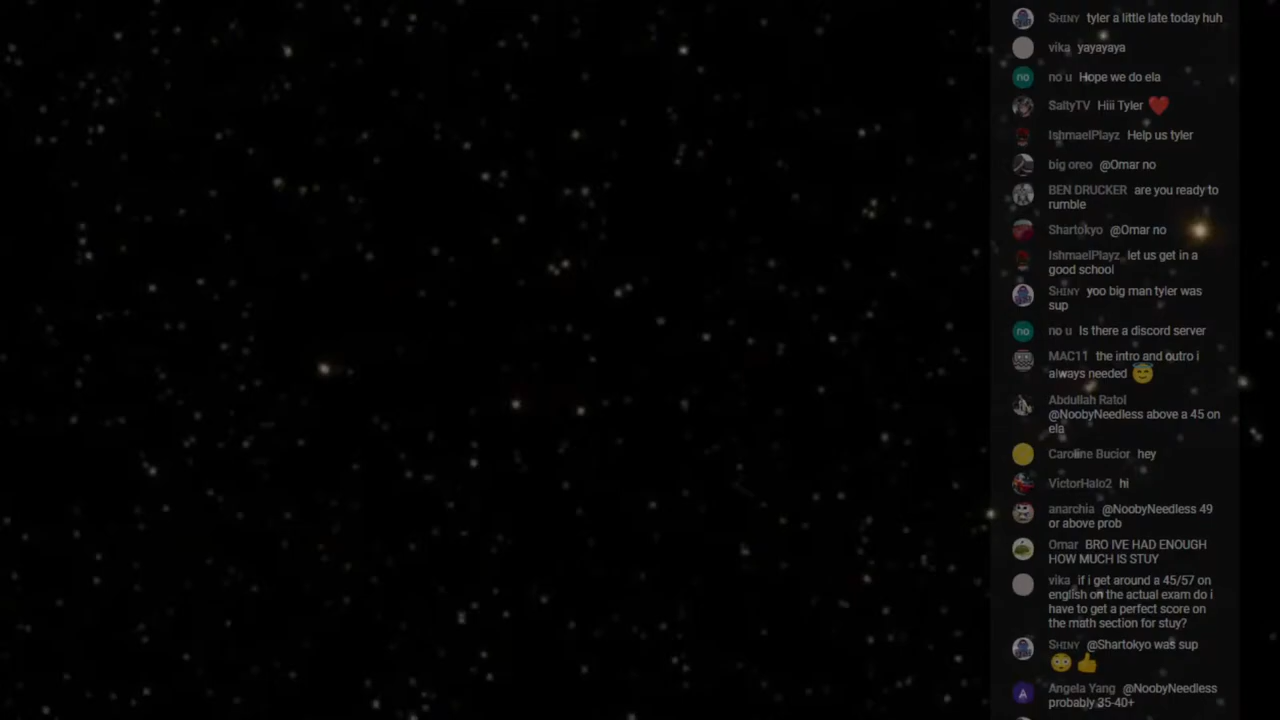 SHINY tyler a little late today huh
vika yayayaya
no no u Hope we do ela
SaltyTV Hiii Tyler ❤️
IshmaelPlayz Help us tyler
big oreo @Omar no
BEN DRUCKER are you ready to
rumble
Shartokyo @Omar no
IshmaelPlayz let us get in a
good school
SHINY yoo big man tyler was
sup
no no u Is there a discord server
MAC11 the intro and outro i
always needed 😇
Abdullah Ratol
@NoobyNeedless above a 45 on
ela
Caroline Bucior hey
VictorHalo2 hi
anarchia @NoobyNeedless 49
or above prob
Omar BRO IVE HAD ENOUGH
HOW MUCH IS STUY
vika if i get around a 45/57 on
english on the actual exam do i
have to get a perfect score on
the math section for stuy?
SHINY @Shartokyo was sup
😳👍
A Angela Yang @NoobyNeedless
probably 35-40+